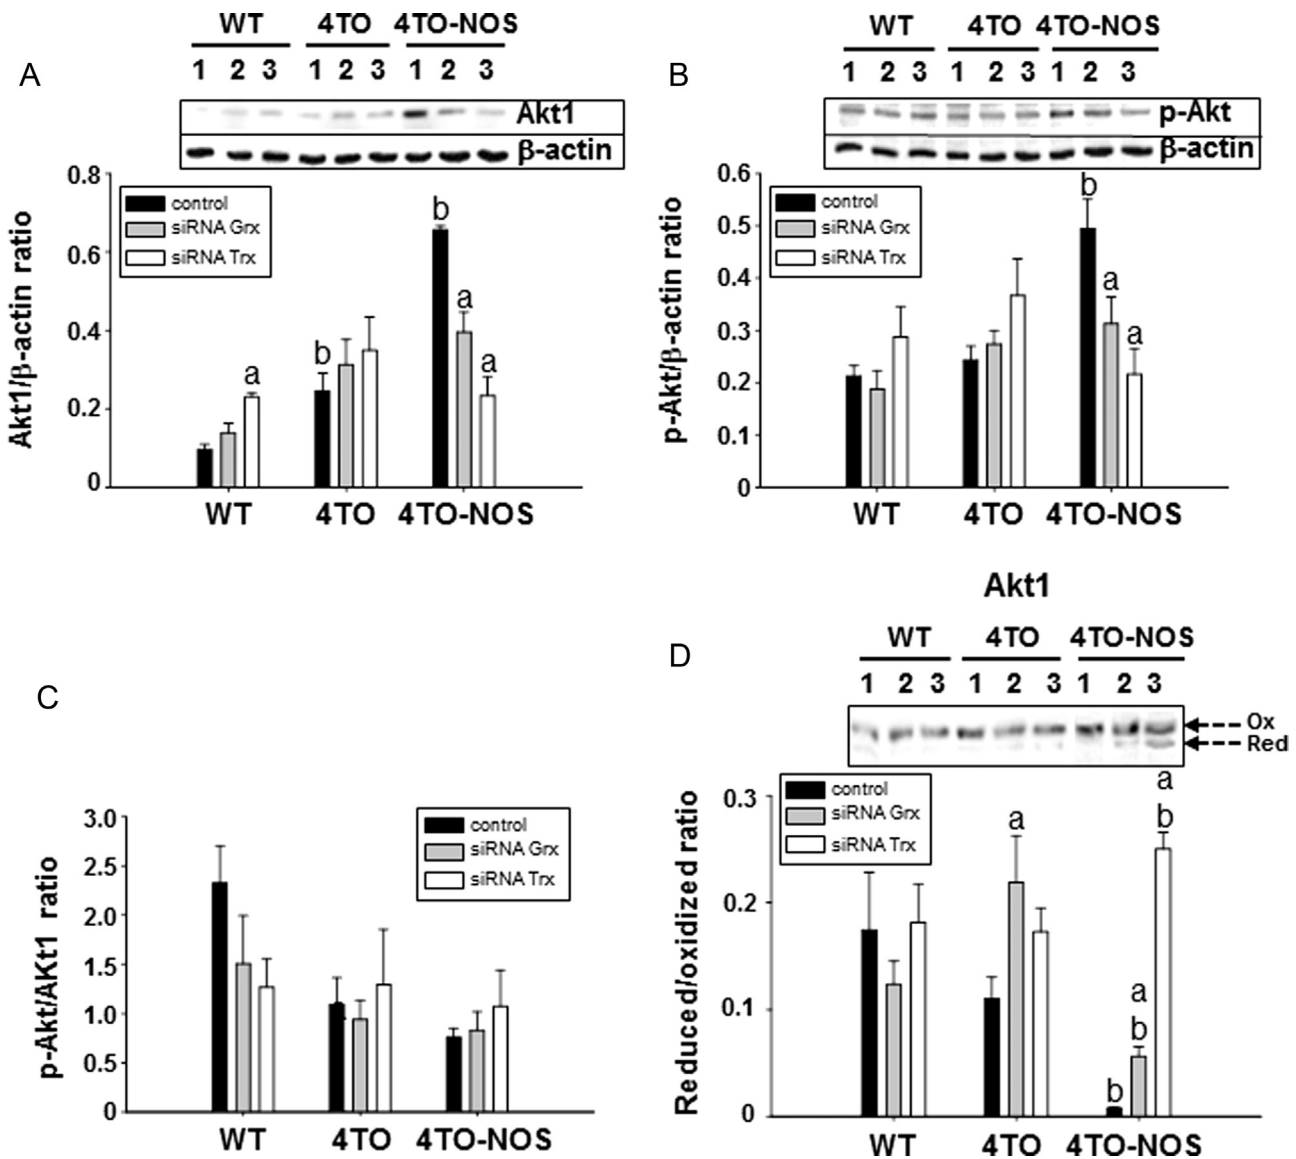 A
WT 4TO 4TO-NOS
1 2 3 1 2 3 1 2 3
Akt1
β-actin
0.8
0.6
0.4
0.2
0
Akt1/β-actin ratio
control
siRNA Grx
siRNA Trx
a
b
b
a
a
WT 4TO 4TO-NOS
B
WT 4TO 4TO-NOS
1 2 3 1 2 3 1 2 3
p-Akt
β-actin
0.6
0.5
0.4
0.3
0.2
0.1
0
p-Akt/β-actin ratio
control
siRNA Grx
siRNA Trx
b
a
a
WT 4TO 4TO-NOS
C
3.0
2.5
2.0
1.5
1.0
0.5
0
p-Akt/AKt1 ratio
control
siRNA Grx
siRNA Trx
WT 4TO 4TO-NOS
D
Akt1
WT 4TO 4TO-NOS
1 2 3 1 2 3 1 2 3
Ox
Red
0.3
0.2
0.1
0
Reduced/oxidized ratio
control
siRNA Grx
siRNA Trx
a
b
a
b
a
b
WT 4TO 4TO-NOS